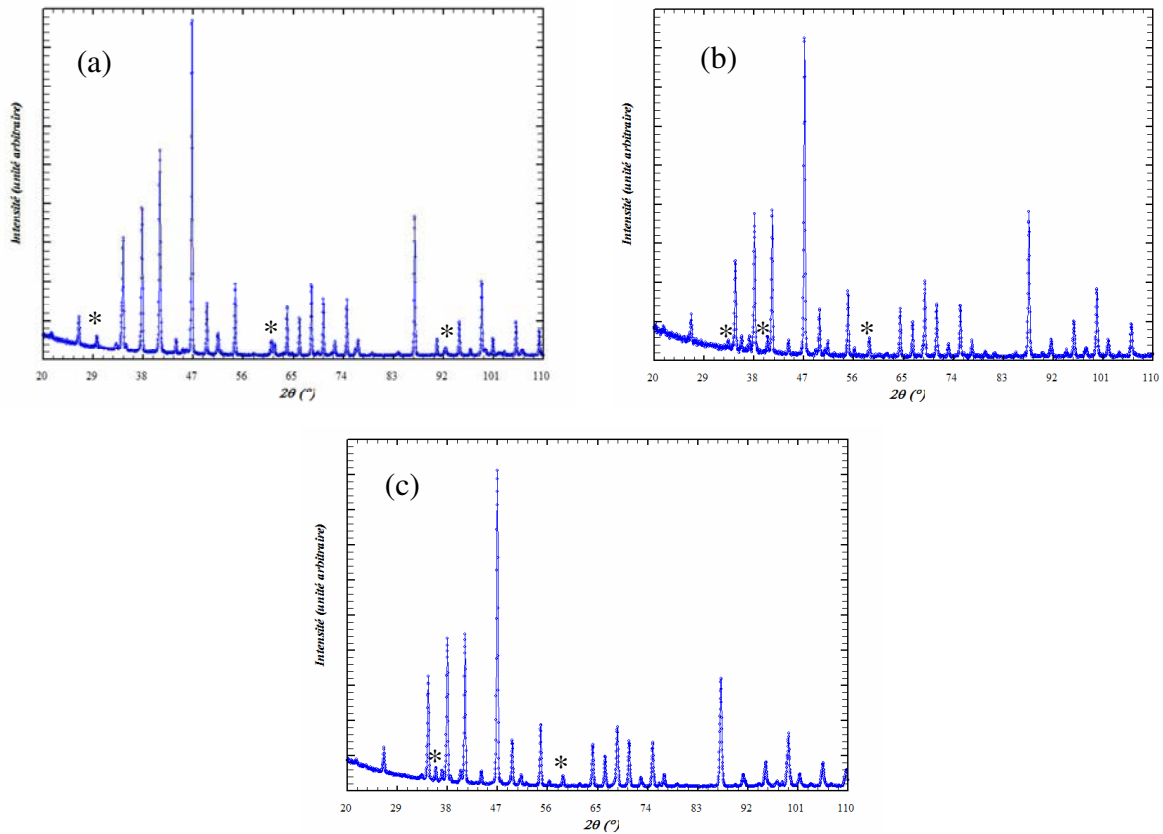 (a)
Intensité (unité arbitraire)
* * *
20 29 38 47 56 65 74 83 92 101 110
2θ (°)
(b)
Intensité (unité arbitraire)
* * *
20 29 38 47 56 65 74 83 92 101 110
2θ (°)
(c)
Intensité (unité arbitraire)
* *
20 29 38 47 56 65 74 83 92 101 110
2θ (°)